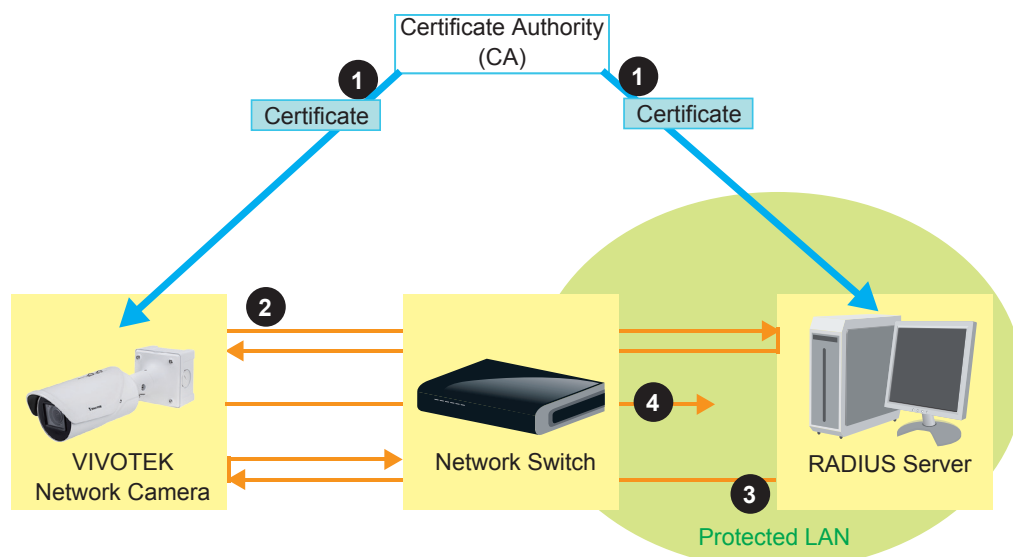 Certificate Authority
(CA)
1
1
Certificate
Certificate
2
4
VIVOTEK
Network Camera
Network Switch
RADIUS Server
3
Protected LAN